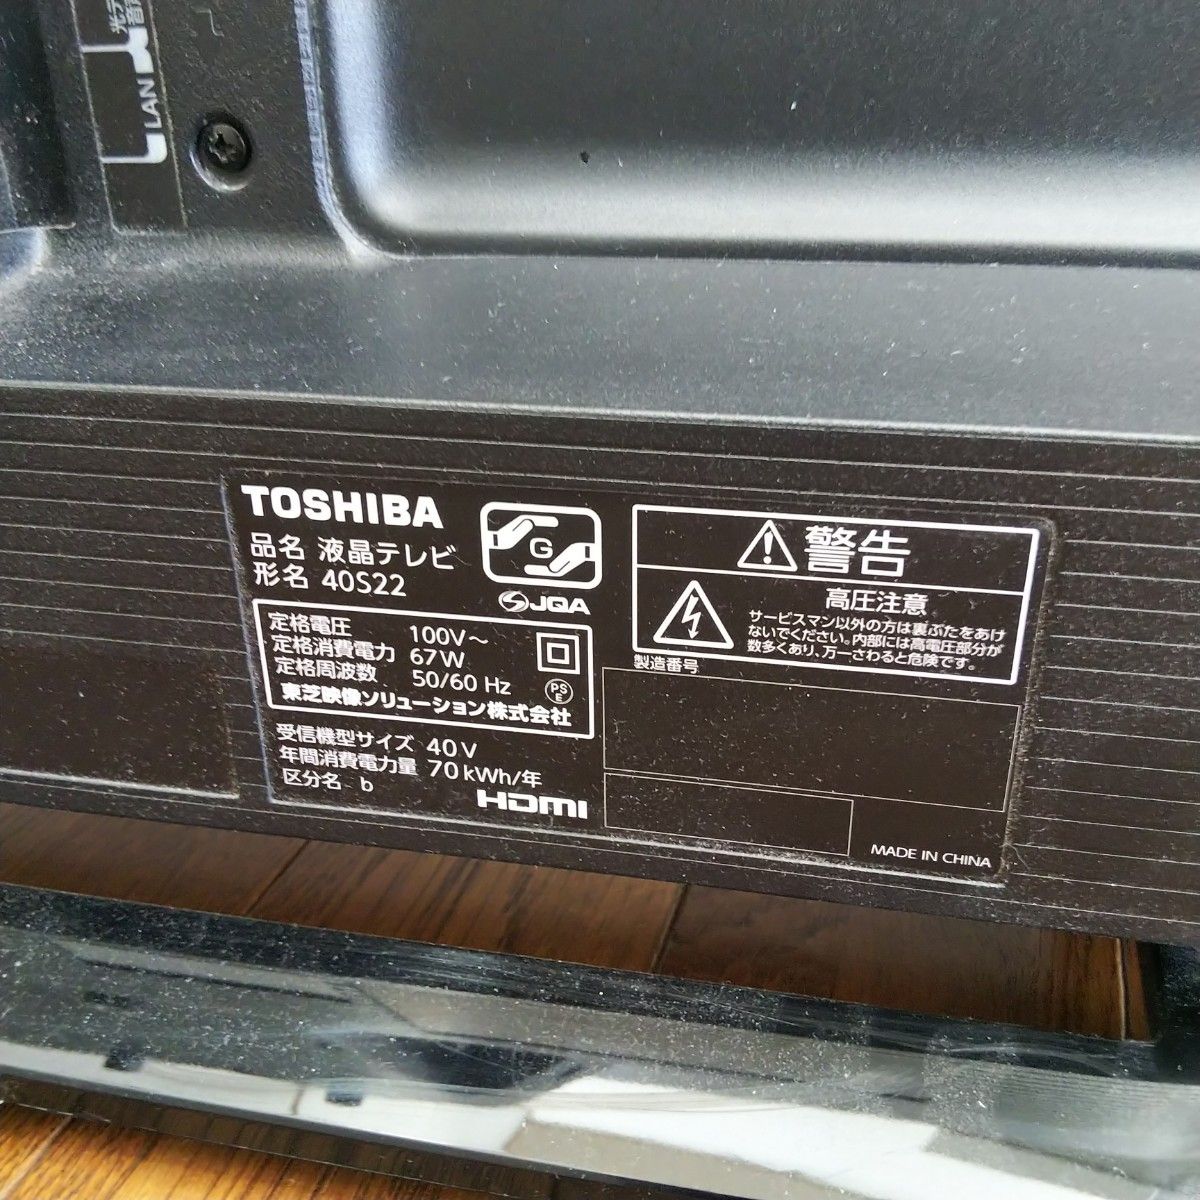 LAN
TOSHIBA
品名 液晶テレビ
形名 40S22
G
JQA
定格電圧 100V～
定格消費電力 67W
定格周波数 50/60 Hz
PS
E
東芝映像ソリューション株式会社
受信機型サイズ 40V
年間消費電力量 70kWh/年
区分名 b
HDMI
警告
高圧注意
サービスマン以外の方は裏ぶたをあけ
ないでください。内部には高電圧部分が
数多くあり、万一さわると危険です。
製造番号
MADE IN CHINA